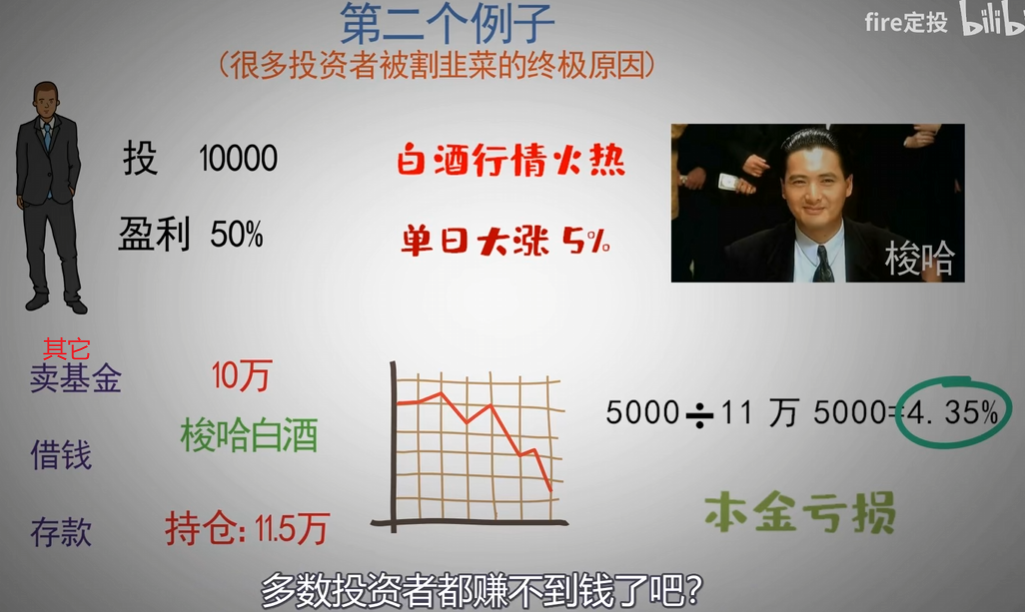 第二个例子
fire定投 bilibi
（很多投资者被割韭菜的终极原因）
投 10000
白酒行情火热
盈利 50%
单日大涨 5%
梭哈
其它
卖基金 10万
梭哈白酒
借钱
5000÷11 万 5000=4. 35%
存款 持仓: 11.5万
本金亏损
多数投资者都赚不到钱了吧？